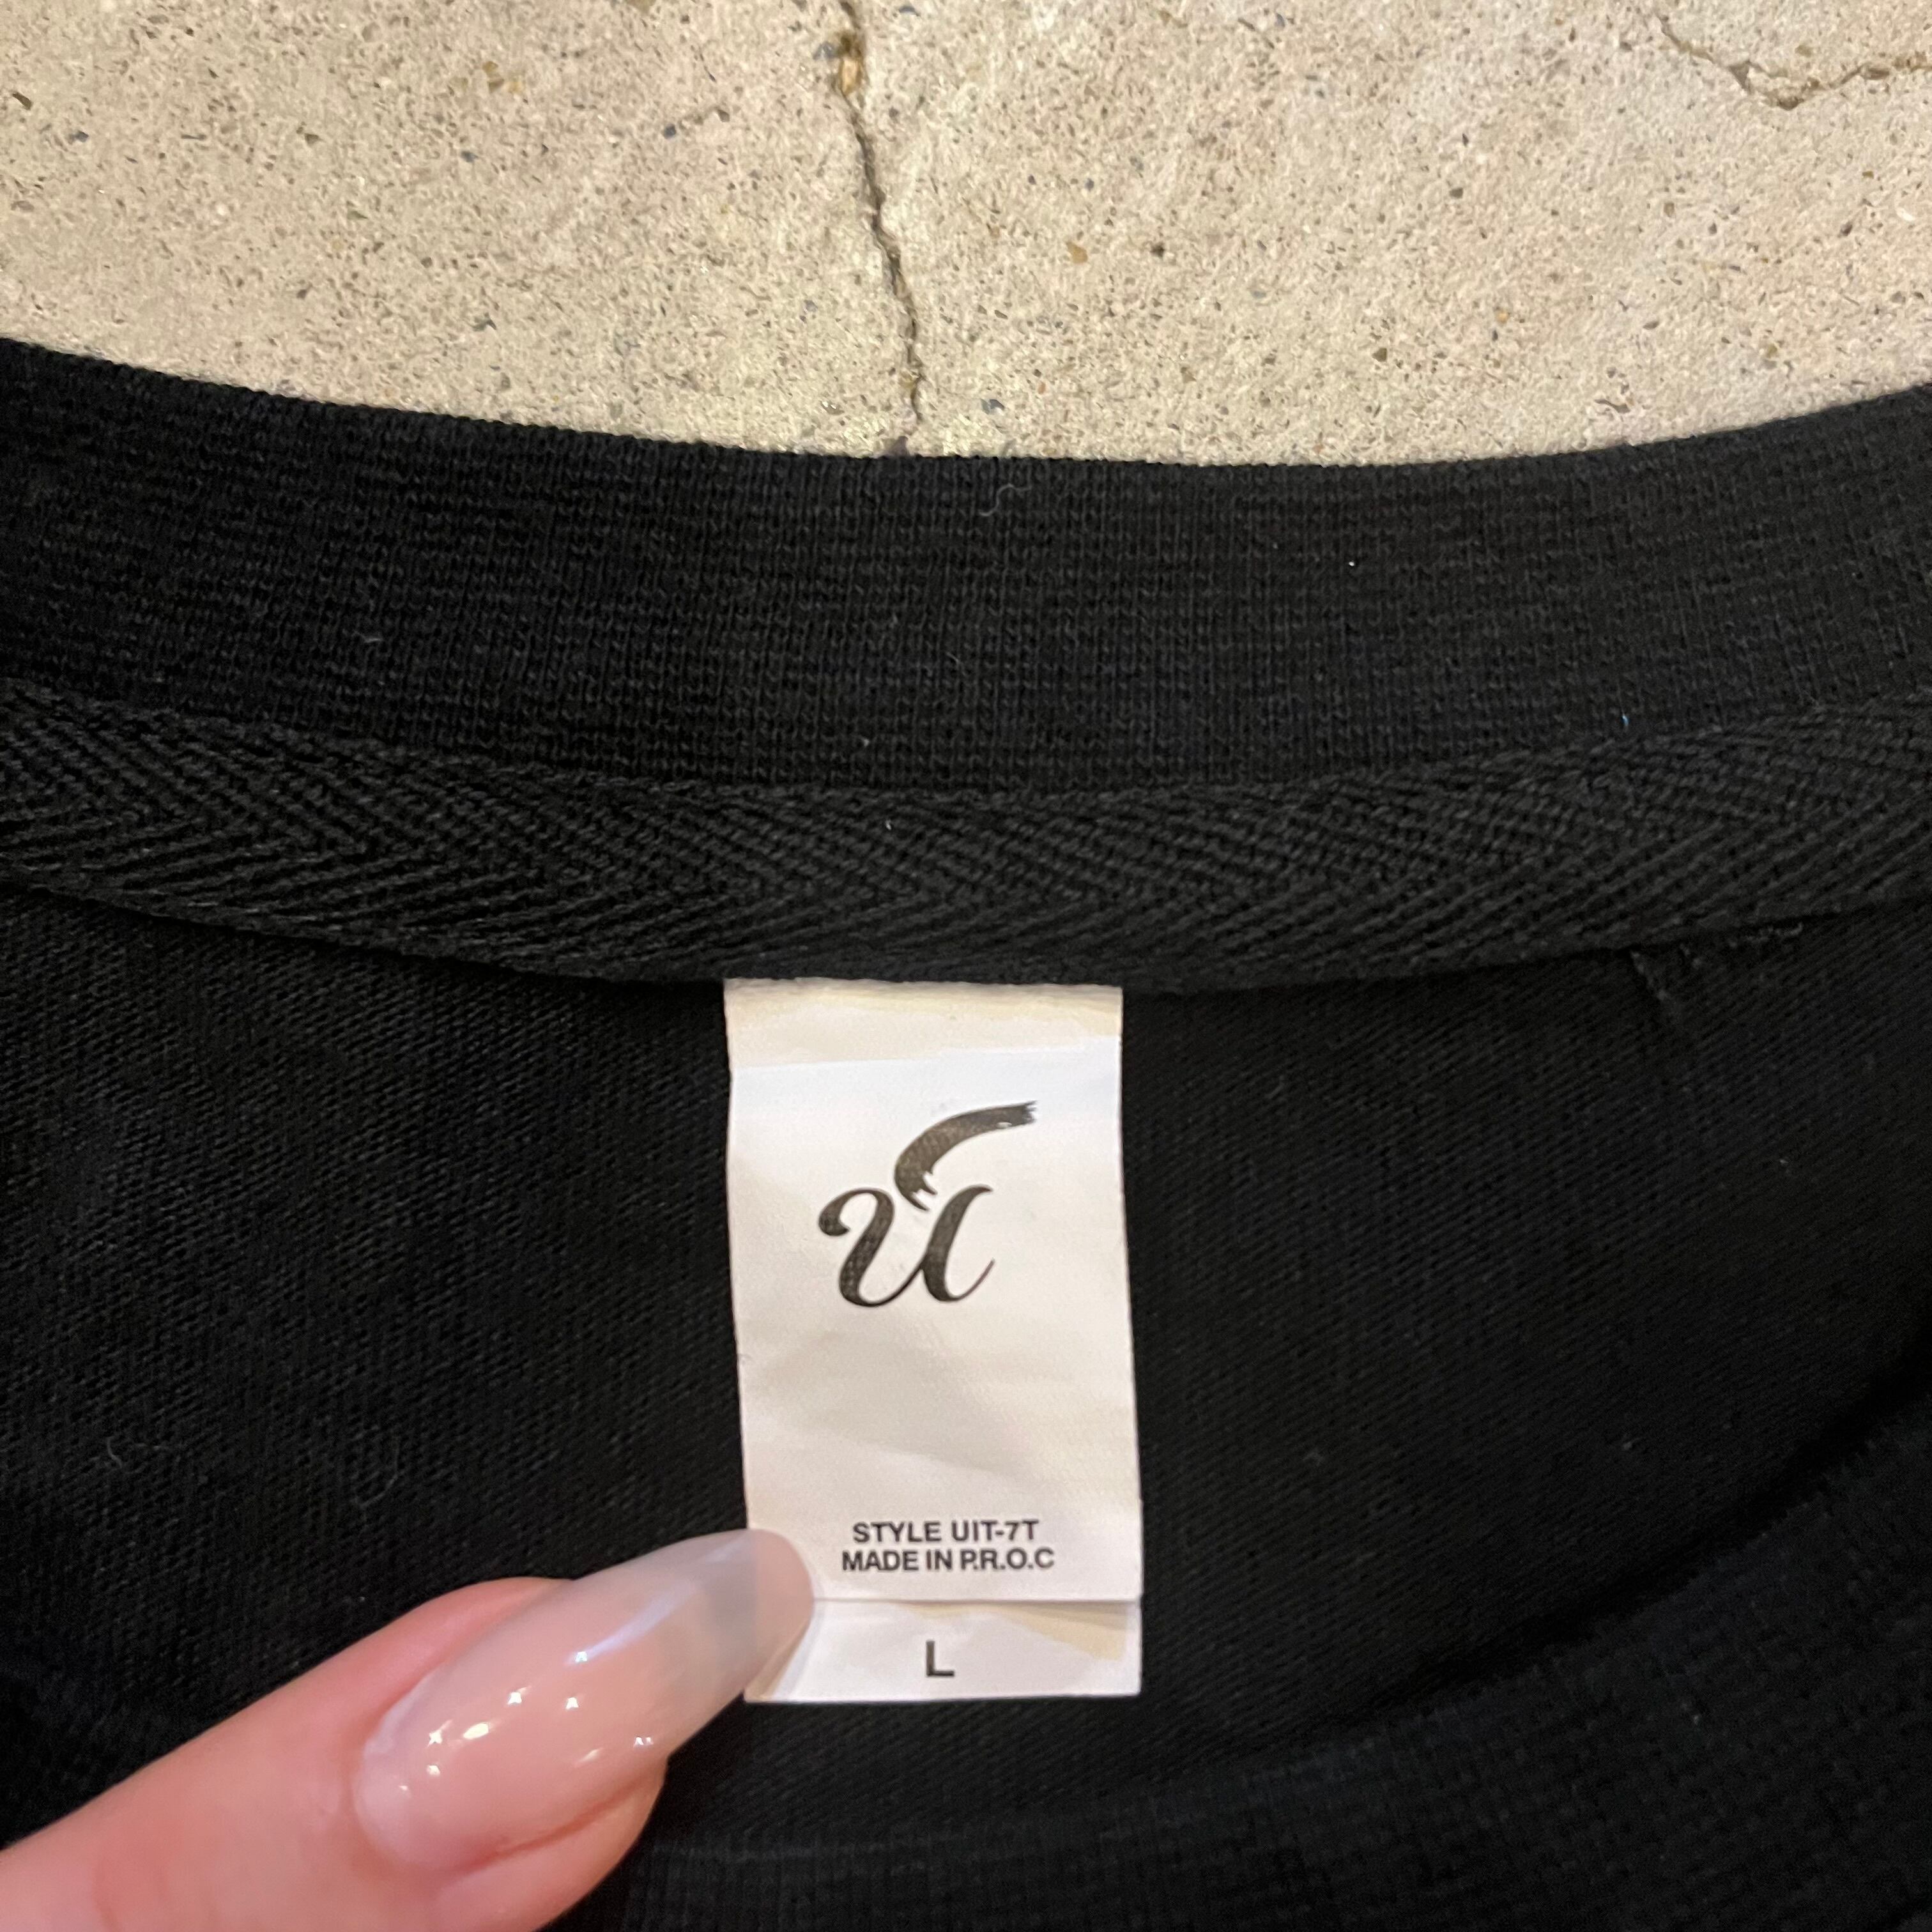 u
STYLE UIT-7T
MADE IN P.R.O.C
L